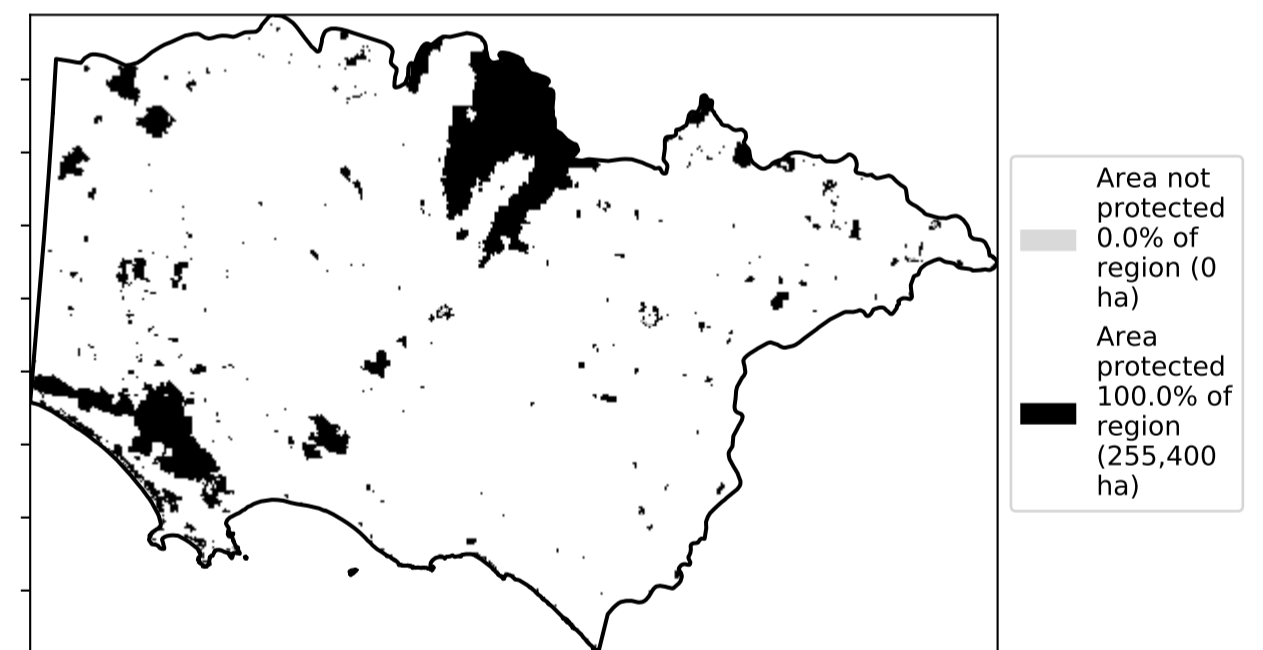 Area not
protected
0.0% of
region (0
ha)
Area
protected
100.0% of
region
(255,400
ha)